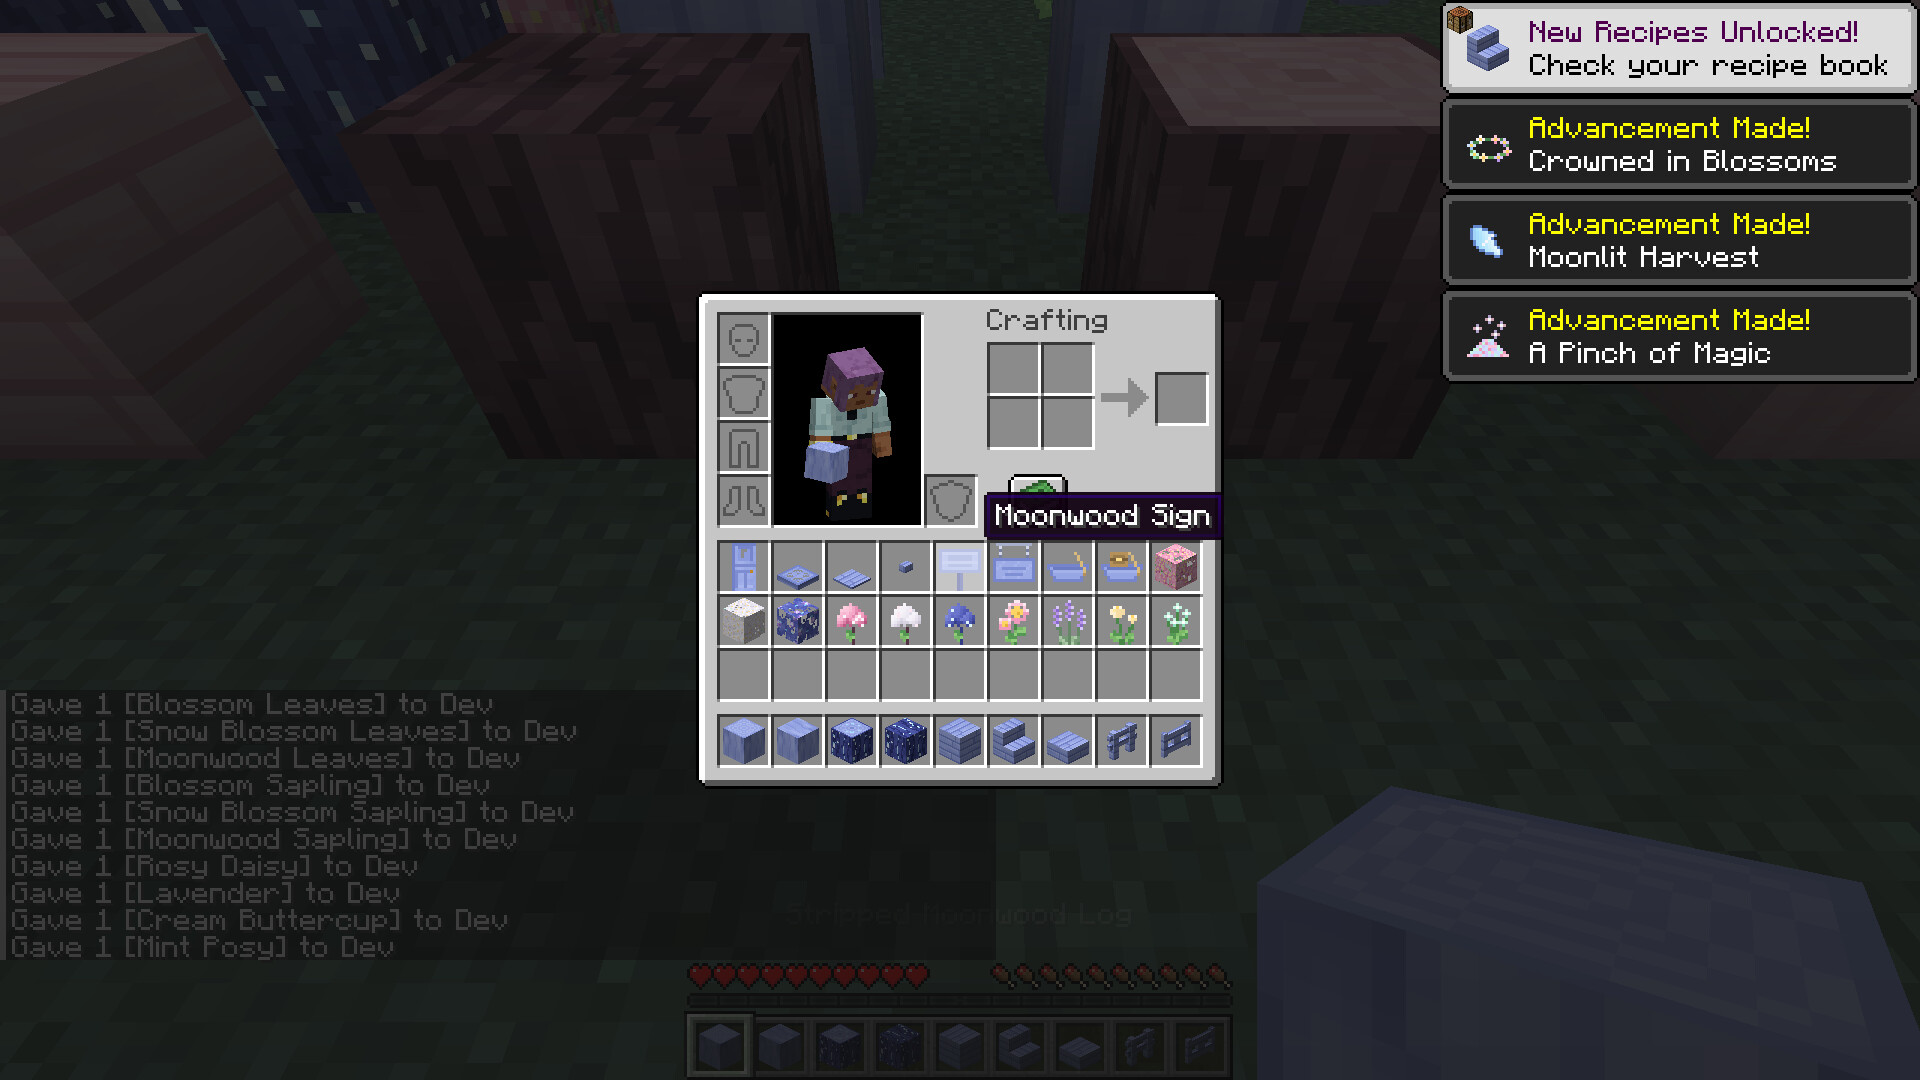 New Recipes Unlocked!
Check your recipe book
Advancement Made!
Crowned in Blossoms
Advancement Made!
Moonlit Harvest
Advancement Made!
A Pinch of Magic
Crafting
Moonwood Sign
Gave 1 [Blossom Leaves] to Dev
Gave 1 [Snow Blossom Leaves] to Dev
Gave 1 [Moonwood Leaves] to Dev
Gave 1 [Blossom Sapling] to Dev
Gave 1 [Snow Blossom Sapling] to Dev
Gave 1 [Moonwood Sapling] to Dev
Gave 1 [Rosy Daisy] to Dev
Gave 1 [Lavender] to Dev
Gave 1 [Cream Buttercup] to Dev
Gave 1 [Mint Posy] to Dev
Stripped Moonwood Log